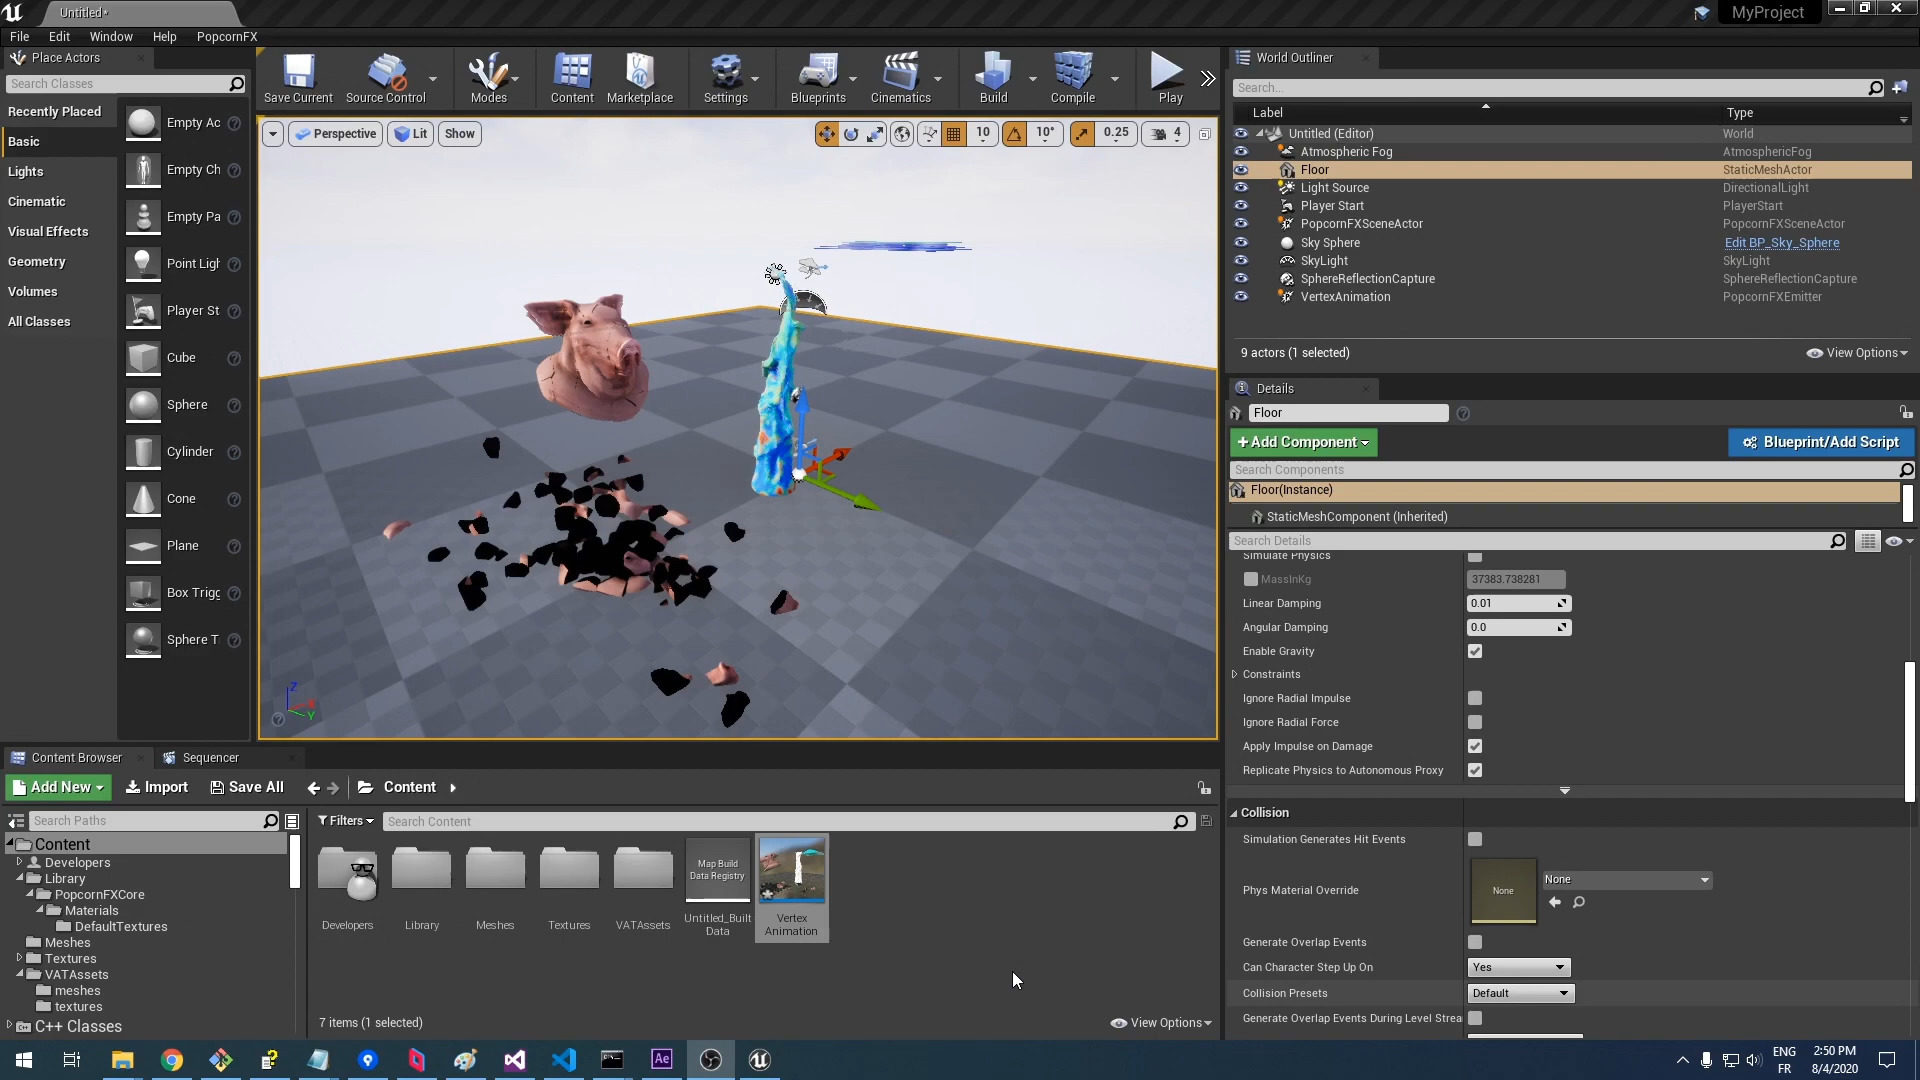 Untitled*
MyProject
File Edit Window Help PopcornFX
Place Actors
Search Classes
Recently Placed
Basic
Lights
Cinematic
Visual Effects
Geometry
Volumes
All Classes
Empty Ac
Empty Ch
Empty Pa
Point Ligh
Player St
Cube
Sphere
Cylinder
Cone
Plane
Box Trigg
Sphere T
Save Current Source Control Modes Content Marketplace Settings Blueprints Cinematics Build Compile Play
Perspective Lit Show 10 10° 0.25 4
Z
Y
World Outliner
Search...
Label Type
Untitled (Editor) World
Atmospheric Fog AtmosphericFog
Floor StaticMeshActor
Light Source DirectionalLight
Player Start PlayerStart
PopcornFXSceneActor PopcornFXSceneActor
Sky Sphere Edit BP_Sky_Sphere
SkyLight SkyLight
SphereReflectionCapture SphereReflectionCapture
VertexAnimation PopcornFXEmitter
9 actors (1 selected) View Options
Details
Floor
+Add Component Blueprint/Add Script
Search Components
Floor(Instance)
StaticMeshComponent (Inherited)
Search Details
Simulate Physics
MassInKg 37383.738281
Linear Damping 0.01
Angular Damping 0.0
Enable Gravity
Constraints
Ignore Radial Impulse
Ignore Radial Force
Apply Impulse on Damage
Replicate Physics to Autonomous Proxy
Collision
Simulation Generates Hit Events
Phys Material Override None None
Generate Overlap Events
Can Character Step Up On Yes
Collision Presets Default
Generate Overlap Events During Level Strea
Content Browser Sequencer
Add New Import Save All Content
Search Paths
Filters Search Content
Content
Developers
Library
PopcornFXCore
Materials
DefaultTextures
Meshes
Textures
VATAssets
meshes
textures
C++ Classes
Developers
Library
Meshes
Textures
VATAssets
Map Build
Data Registry
Untitled_Built
Data
Vertex
Animation
7 items (1 selected) View Options
Ae
ENG
FR
2:50 PM
8/4/2020